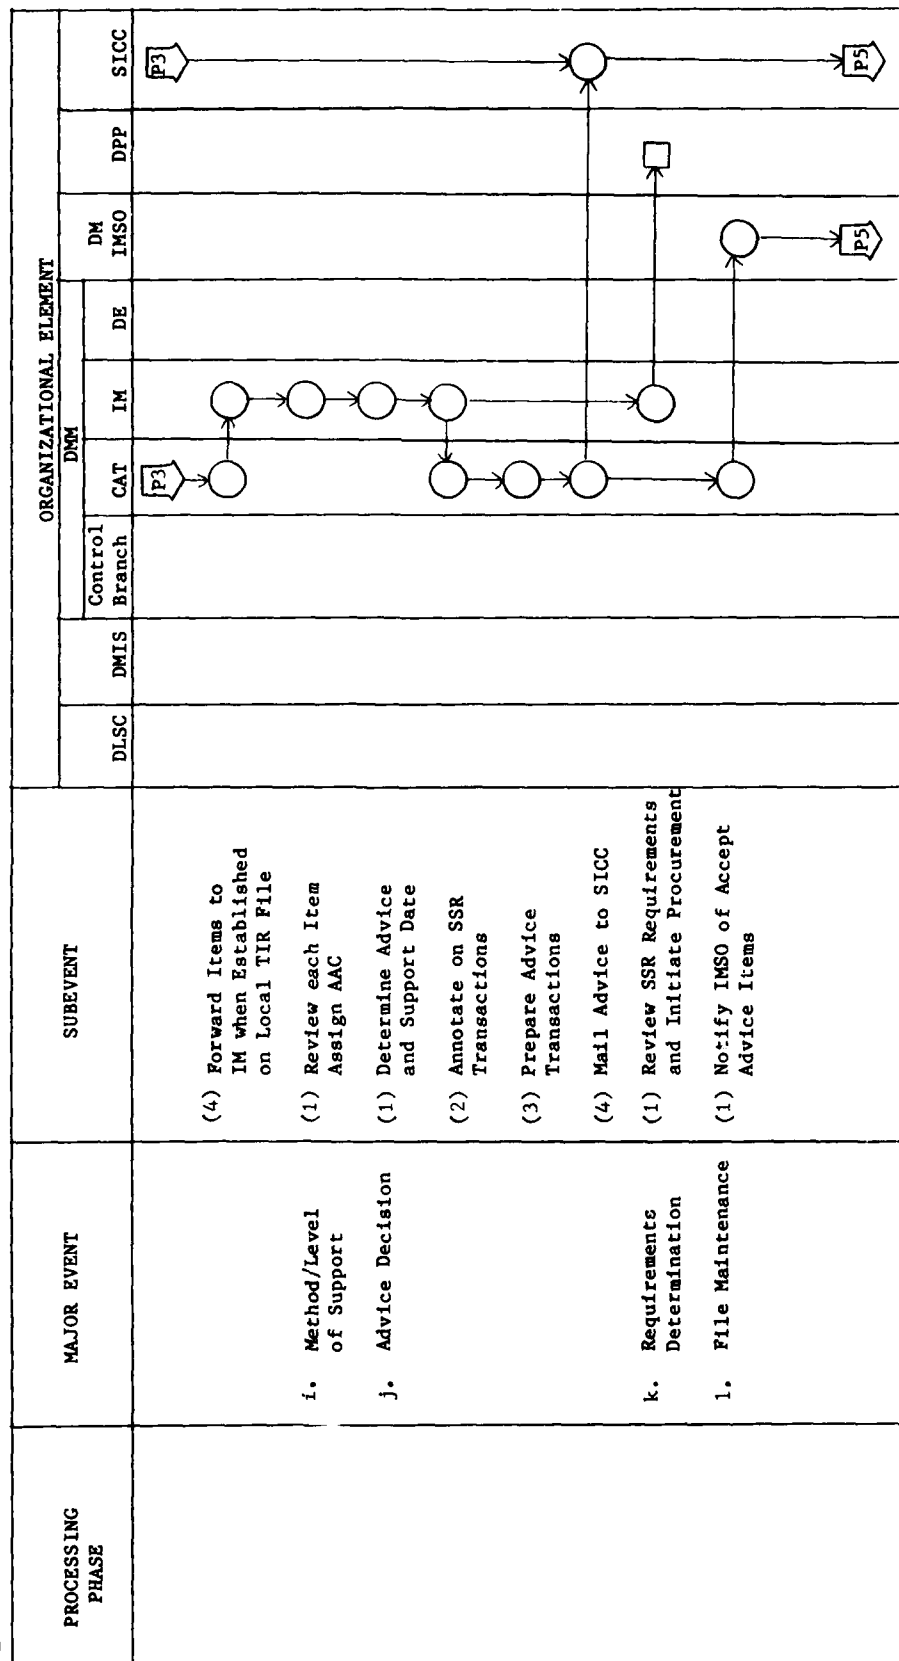 PROCESSING
PHASE
MAJOR EVENT
SUBEVENT
ORGANIZATIONAL ELEMENT
DLSC
DMIS
DMM
Control
Branch
CAT
IM
DE
DM
IMSO
DPP
SICC
P3
P3
(4) Forward Items to
IM when Established
on Local TIR File
i. Method/Level
of Support
(1) Review each Item
Assign AAC
j. Advice Decision
(1) Determine Advice
and Support Date
(2) Annotate on SSR
Transactions
(3) Prepare Advice
Transactions
(4) Mail Advice to SICC
k. Requirements
Determination
(1) Review SSR Requirements
and Initiate Procurement
l. File Maintenance
(1) Notify IMSO of Accept
Advice Items
P5
P5